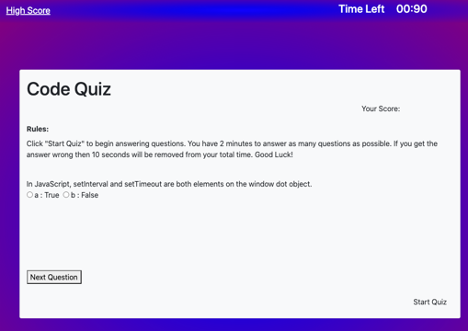 High Score
Time Left 00:90
Code Quiz
Your Score:
Rules:
Click "Start Quiz" to begin answering questions. You have 2 minutes to answer as many questions as possible. If you get the
answer wrong then 10 seconds will be removed from your total time. Good Luck!
In JavaScript, setInterval and setTimeout are both elements on the window dot object.
a : True b : False
Next Question
Start Quiz